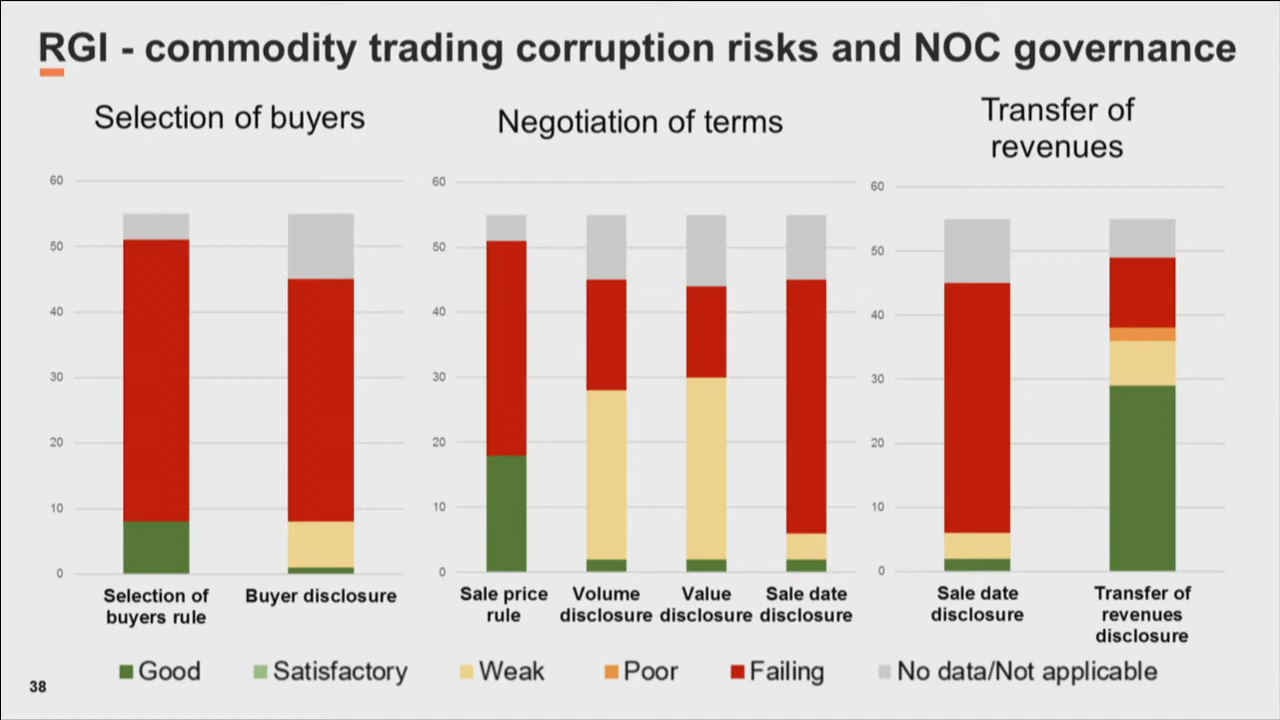 RGI - commodity trading corruption risks and NOC governance
Selection of buyers
60
50
40
30
20
10
0
Selection of
buyers rule
Buyer disclosure
Negotiation of terms
60
50
40
30
20
10
0
Sale price
rule
Volume
disclosure
Value
disclosure
Sale date
disclosure
Transfer of
revenues
60
50
40
30
20
10
0
Sale date
disclosure
Transfer of
revenues
disclosure
Good
Satisfactory
Weak
Poor
Failing
No data/Not applicable
38